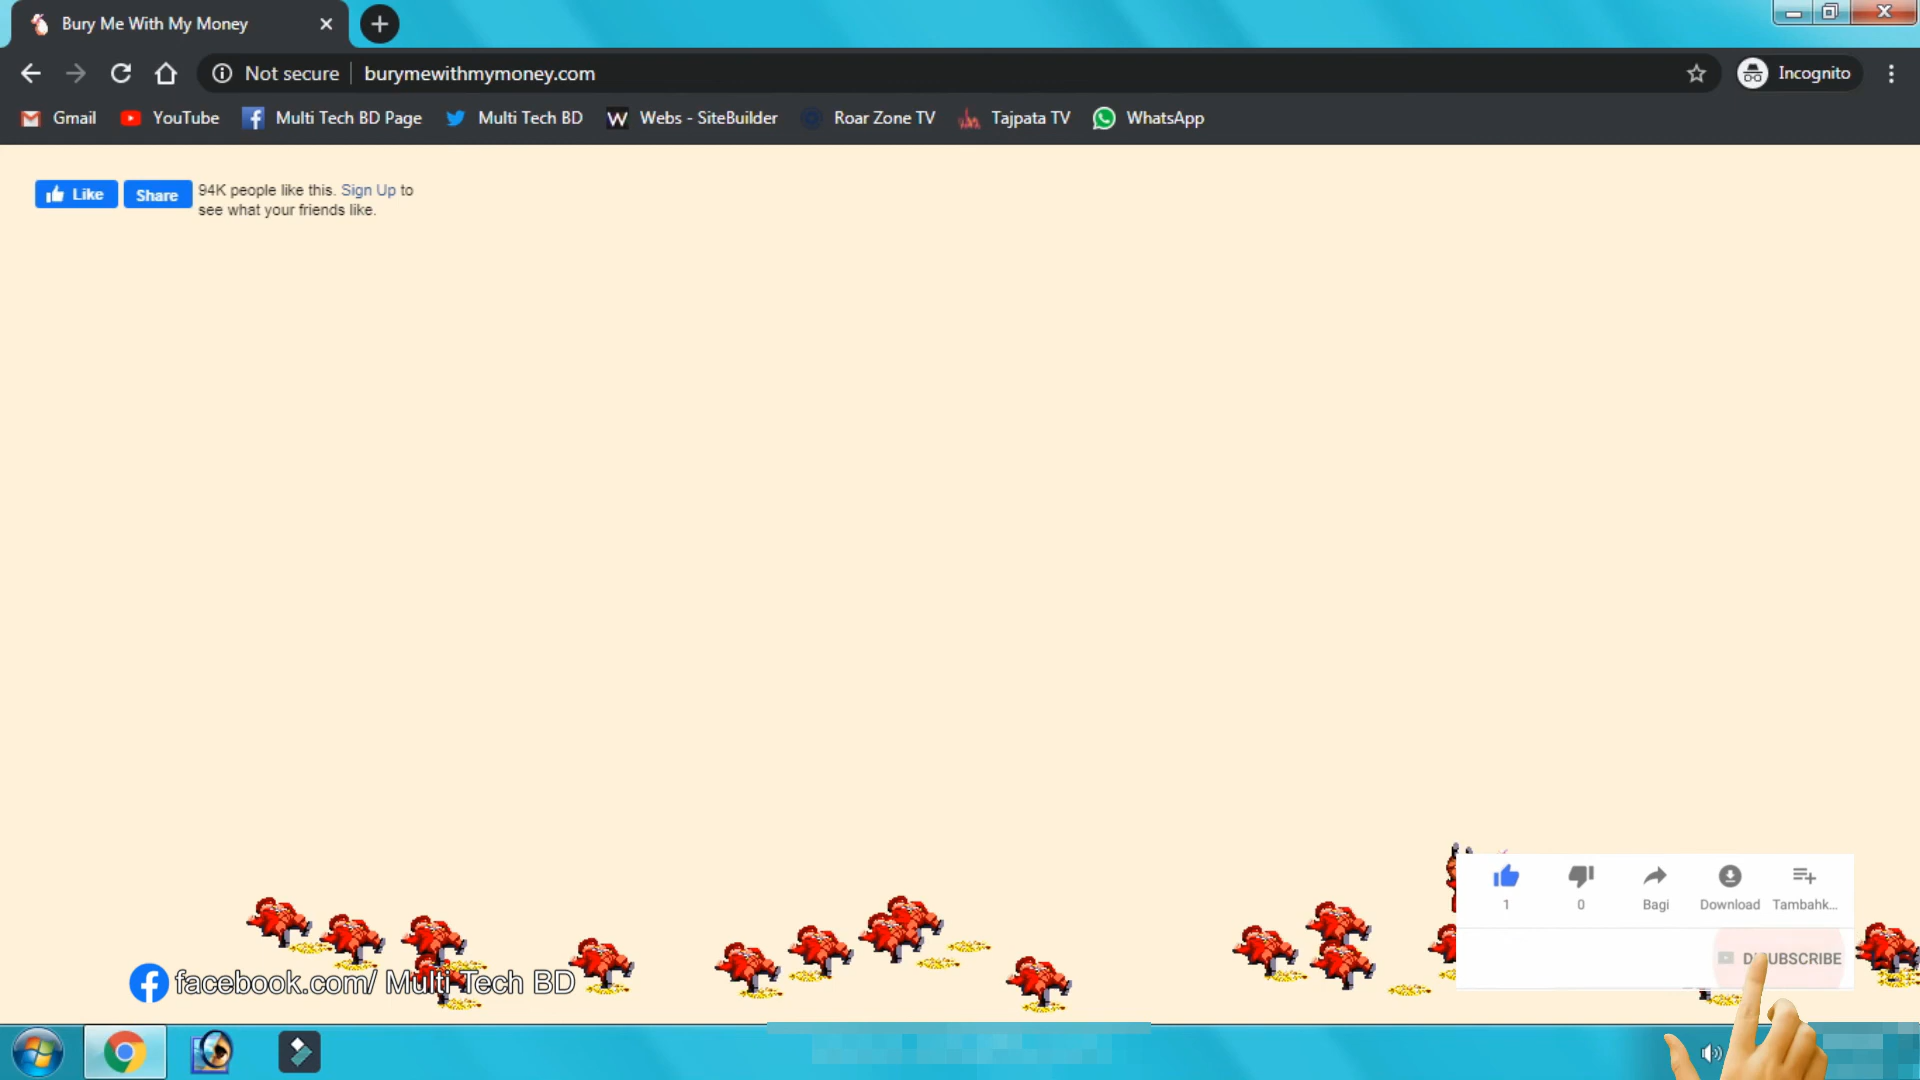 Bury Me With My Money
Not secure
burymewithmymoney.com
Incognito
Gmail
YouTube
Multi Tech BD Page
Multi Tech BD
Webs - SiteBuilder
Roar Zone TV
Tajpata TV
WhatsApp
Like
Share
94K people like this. Sign Up to
see what your friends like.
1
0
Bagi
Download
Tambahk...
facebook.com/ Multi Tech BD